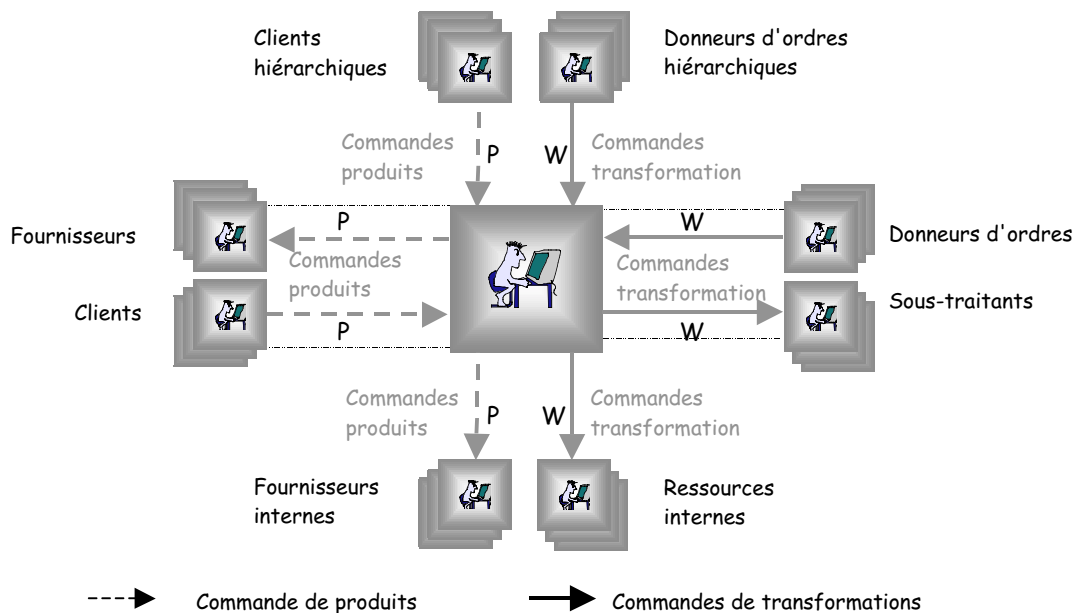 Clients
hiérarchiques
Donneurs d'ordres
hiérarchiques
Commandes
produits
P
W
Commandes
transformation
Fournisseurs
P
W
Donneurs d'ordres
Commandes
produits
Commandes
transformation
Clients
P
W
Sous-traitants
Commandes
produits
P
W
Commandes
transformation
Fournisseurs
internes
Ressources
internes
Commande de produits
Commandes de transformations